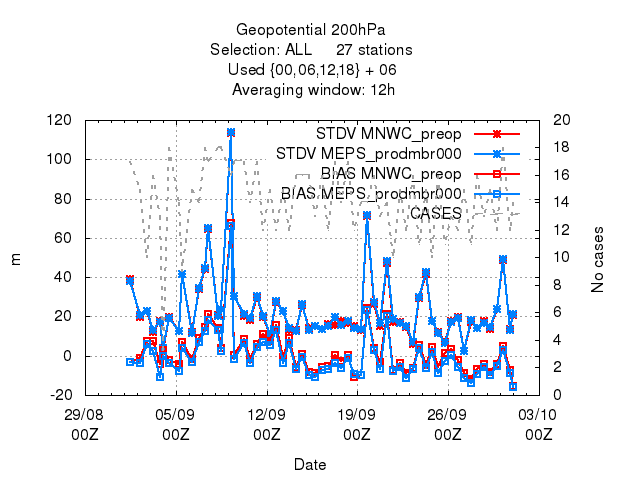 Geopotential 200hPa
Selection: ALL 27 stations
Used {00,06,12,18} + 06
Averaging window: 12h
120
100
80
60
40
20
0
-20
m
20
18
16
14
12
10
8
6
4
2
0
No cases
STDV MNWC_preop
STDV MEPS_prodmbr000
BIAS MNWC_preop
BIAS MEPS_prodmbr000
CASES
29/08 05/09 12/09 19/09 26/09 03/10
00Z 00Z 00Z 00Z 00Z 00Z
Date